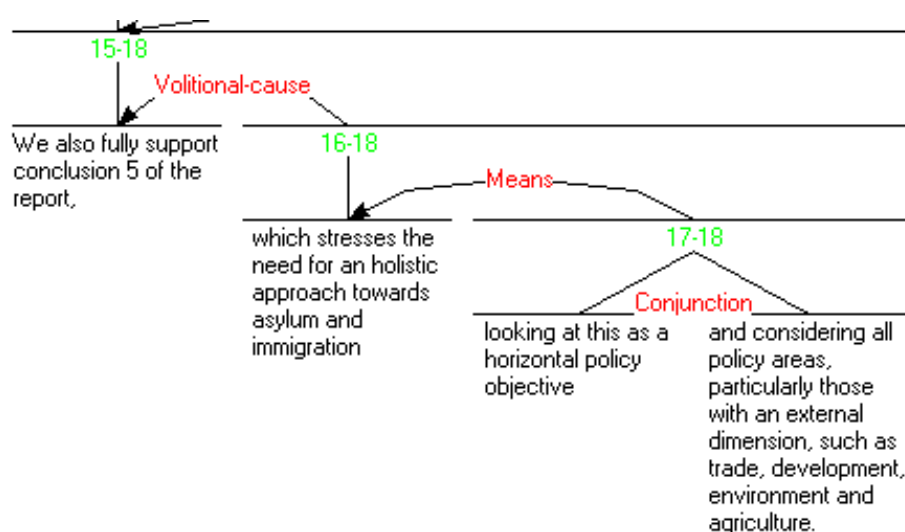 15-18
Volitional-cause
We also fully support
conclusion 5 of the
report,
16-18
Means
which stresses the
need for an holistic
approach towards
asylum and
immigration
17-18
Conjunction
looking at this as a
horizontal policy
objective
and considering all
policy areas,
particularly those
with an external
dimension, such as
trade, development,
environment and
agriculture.